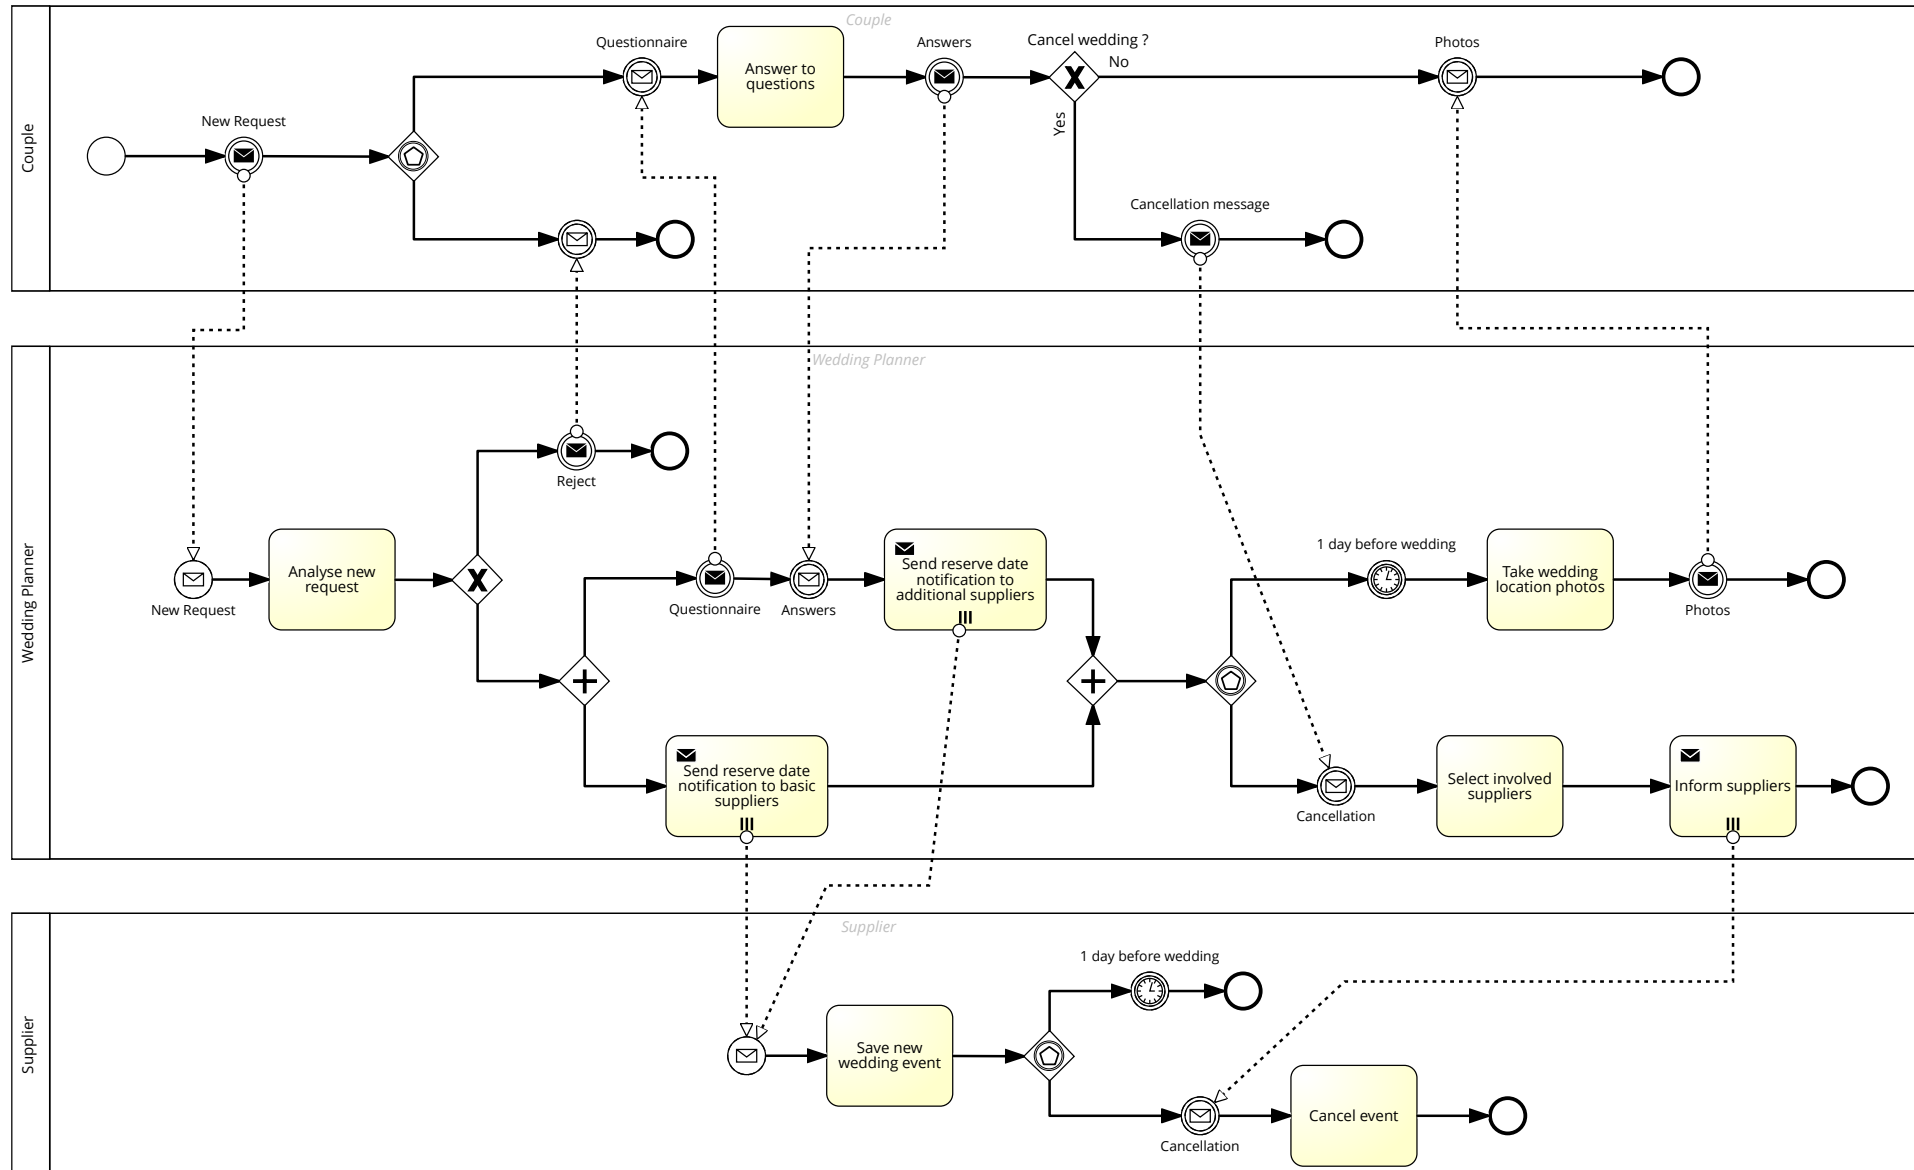 Couple
Couple
Questionnaire
Answers
Cancel wedding ?
Photos
No
Answer to
questions
New Request
Yes
Cancellation message
Wedding Planner
Wedding Planner
Reject
1 day before wedding
Analyse new
request
Send reserve date
notification to
additional suppliers
Take wedding
location photos
New Request
Questionnaire
Answers
Photos
Send reserve date
notification to basic
suppliers
Select involved
suppliers
Inform suppliers
Cancellation
Supplier
Supplier
1 day before wedding
Save new
wedding event
Cancel event
Cancellation